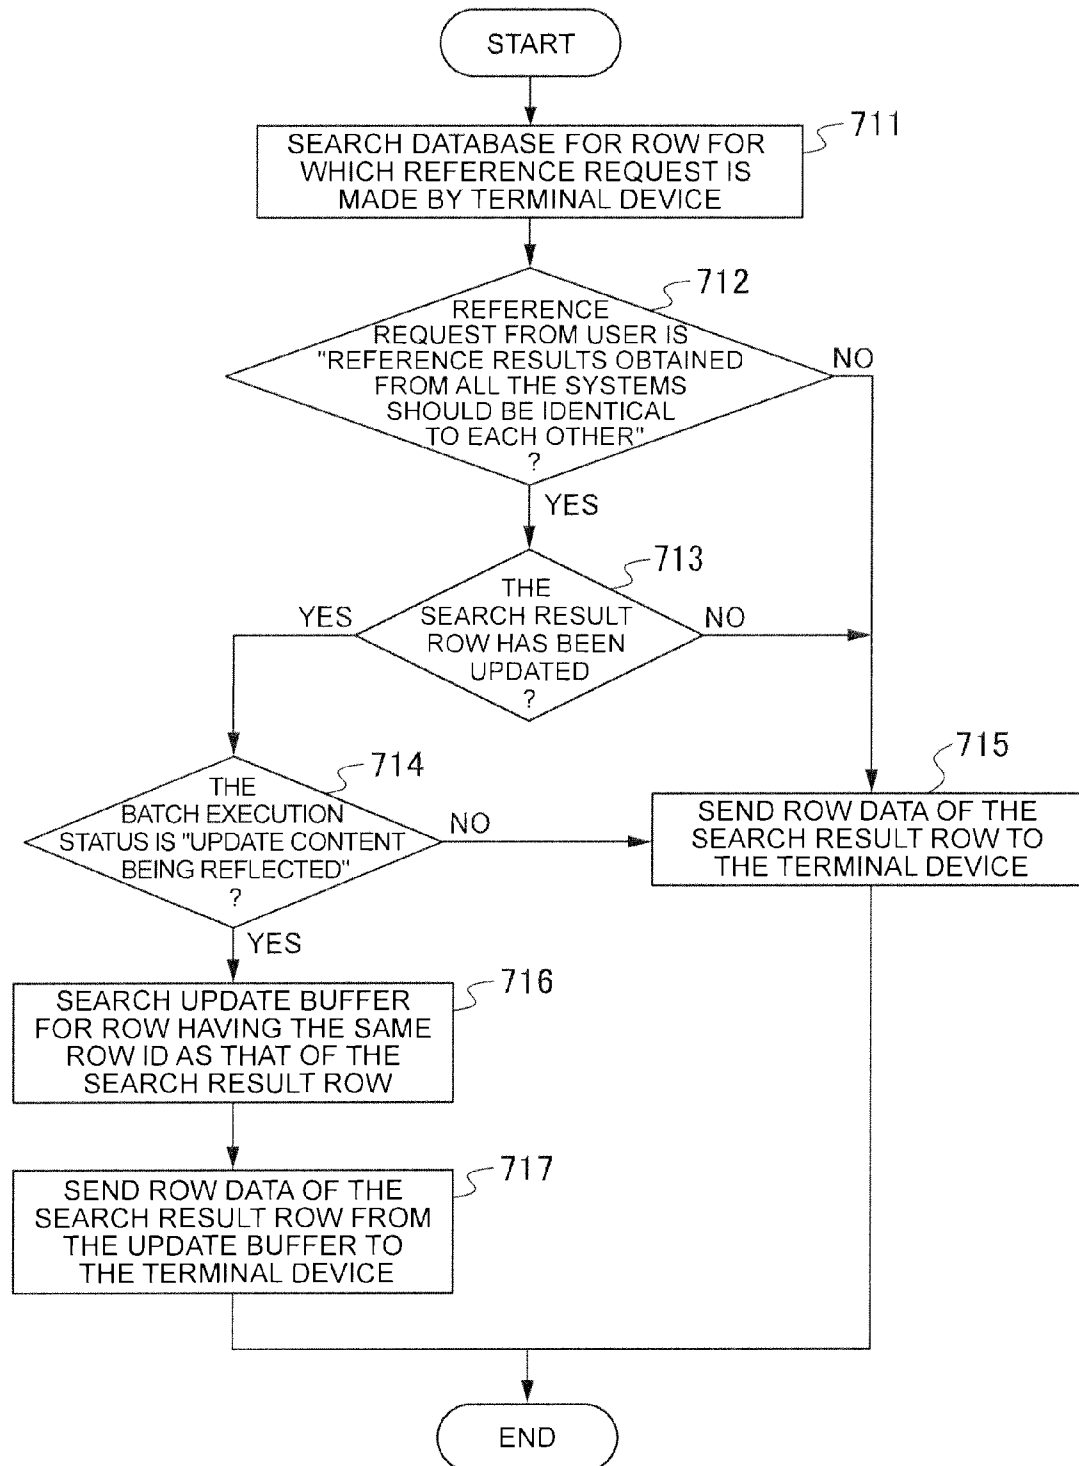 START
711
SEARCH DATABASE FOR ROW FOR
WHICH REFERENCE REQUEST IS
MADE BY TERMINAL DEVICE
712
REFERENCE
REQUEST FROM USER IS
"REFERENCE RESULTS OBTAINED
FROM ALL THE SYSTEMS
SHOULD BE IDENTICAL
TO EACH OTHER"
?
NO
YES
713
THE
SEARCH RESULT
ROW HAS BEEN
UPDATED
?
YES
NO
714
THE
BATCH EXECUTION
STATUS IS "UPDATE CONTENT
BEING REFLECTED"
?
NO
YES
715
SEND ROW DATA OF THE
SEARCH RESULT ROW TO
THE TERMINAL DEVICE
716
SEARCH UPDATE BUFFER
FOR ROW HAVING THE SAME
ROW ID AS THAT OF THE
SEARCH RESULT ROW
717
SEND ROW DATA OF THE
SEARCH RESULT ROW FROM
THE UPDATE BUFFER TO
THE TERMINAL DEVICE
END